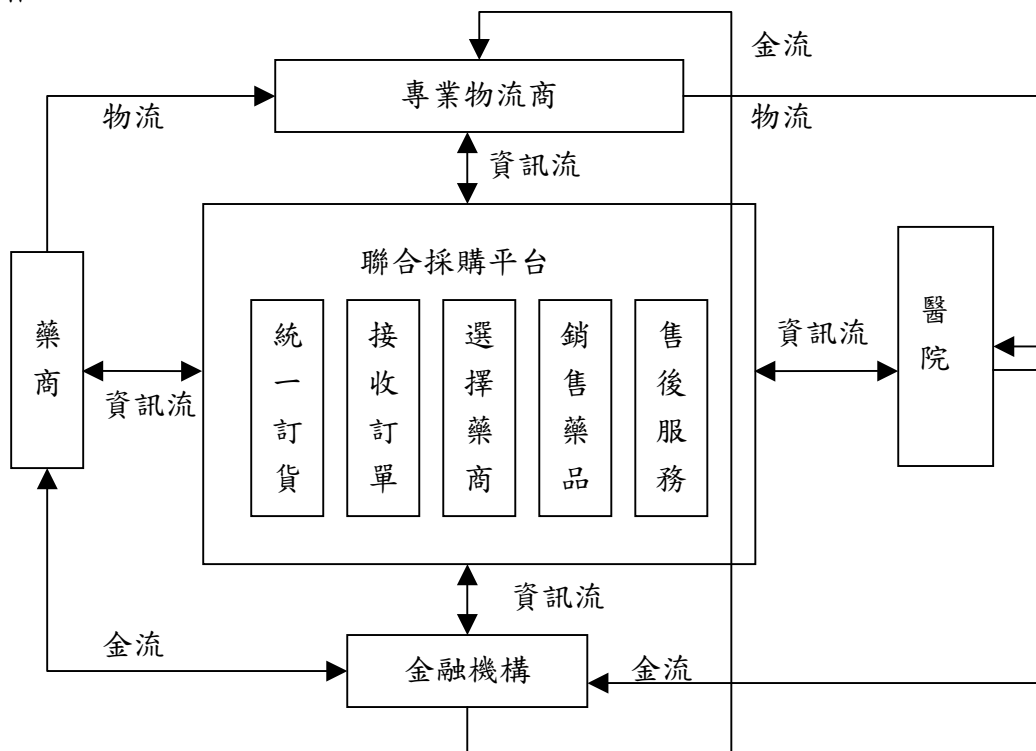 金流
專業物流商
物流
物流
資訊流
聯合採購平台
統一訂貨
接收訂單
選擇藥商
銷售藥品
售後服務
藥商
資訊流
資訊流
醫院
資訊流
金流
金融機構
金流